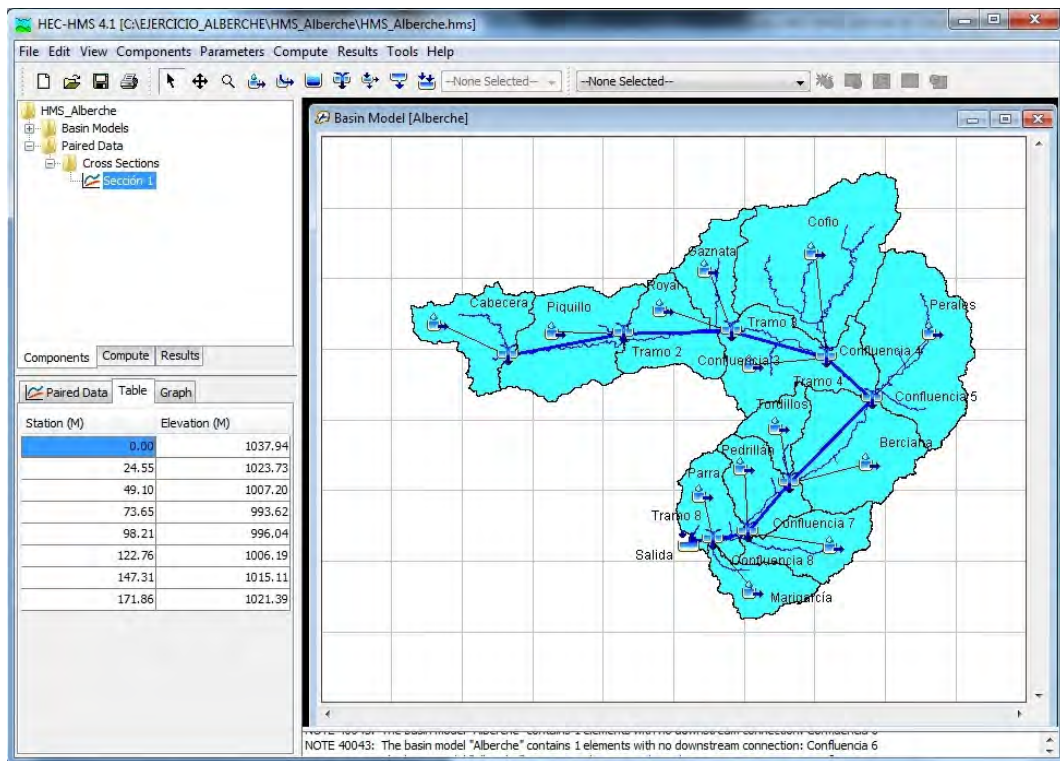 HEC-HMS 4.1 [C:\EJERCICIO_ALBERCHE\HMS_Alberche\HMS_Alberche.hms]
File Edit View Components Parameters Compute Results Tools Help
--None Selected--
--None Selected--
HMS_Alberche
Basin Models
Paired Data
Cross Sections
Sección 1
Components Compute Results
Paired Data Table Graph
Station (M) Elevation (M)
0.00 1037.94
24.55 1023.73
49.10 1007.20
73.65 993.62
98.21 996.04
122.76 1006.19
147.31 1015.11
171.86 1021.39
Basin Model [Alberche]
Cofio
Gaznata
Royal
Cabecera
Piquillo
Perales
Tramo 3
Tramo 2
Confluencia 3
Confluencia 4
Tramo 4
Confluencia 5
Tordillos
Berciana
Pedrillán
Parra
Tramo 8
Confluencia 7
Salida
Confluencia 8
Marigarcía
NOTE 40043: The basin model "Alberche" contains 1 elements with no downstream connection: Confluencia 6